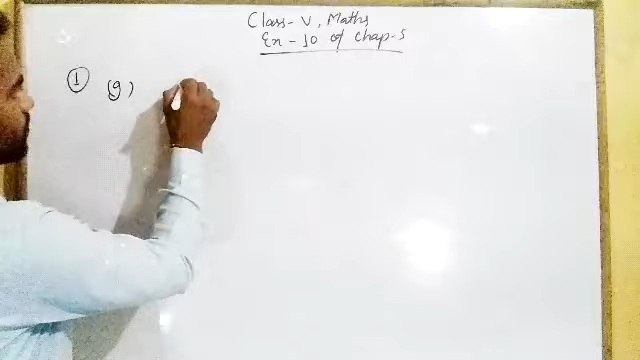 Class-V, Maths
Ex-10 of Chap-5
① (g)